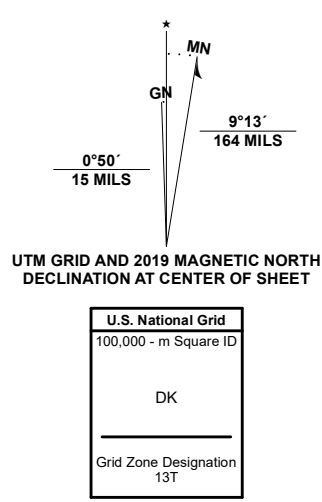 ★
MN
GN
9°13´
164 MILS
0°50´
15 MILS
UTM GRID AND 2019 MAGNETIC NORTH
DECLINATION AT CENTER OF SHEET
U.S. National Grid
100,000 - m Square ID
DK
Grid Zone Designation
13T